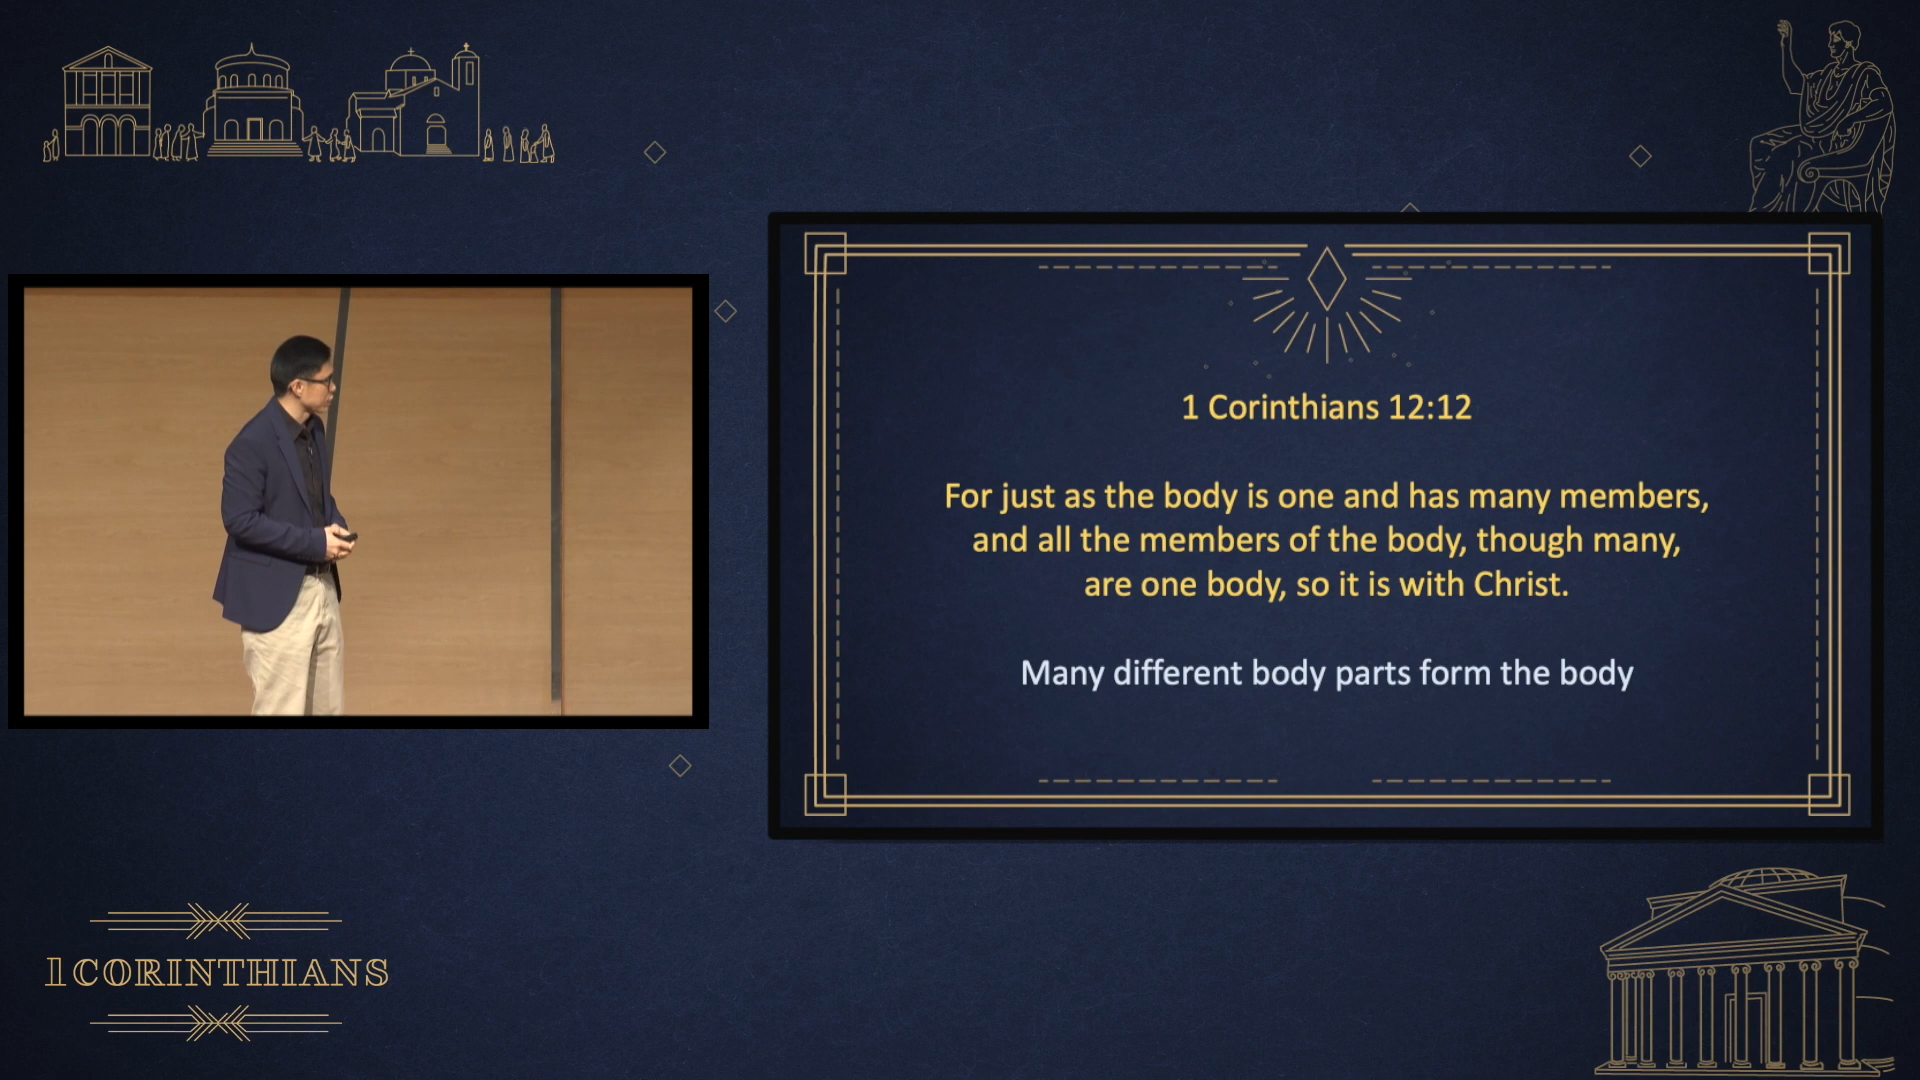 1 Corinthians 12:12
For just as the body is one and has many members,
and all the members of the body, though many,
are one body, so it is with Christ.
Many different body parts form the body
1CORINTHIANS